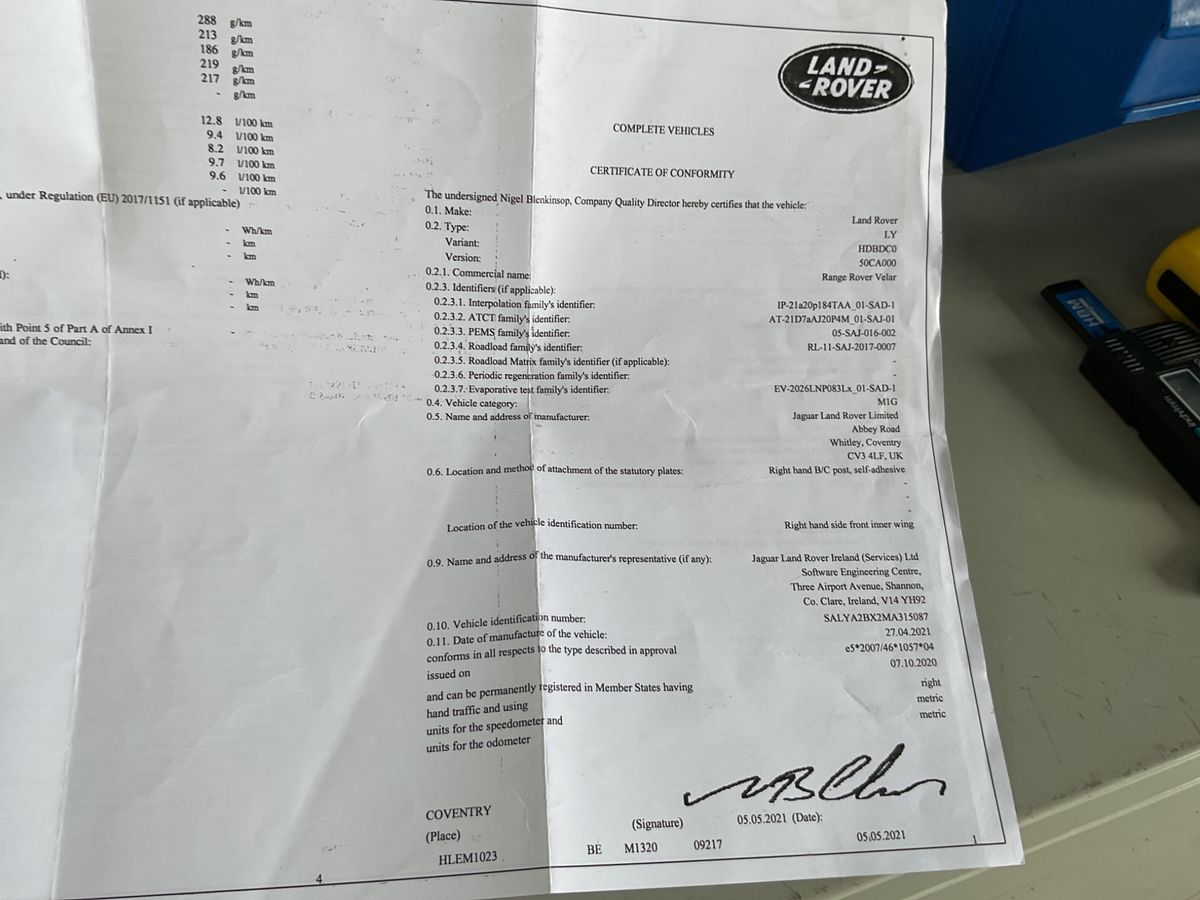 288 g/km
213 g/km
186 g/km
219 g/km
217 g/km
- g/km
12.8 l/100 km
9.4 l/100 km
8.2 l/100 km
9.7 l/100 km
9.6 l/100 km
- l/100 km
, under Regulation (EU) 2017/1151 (if applicable)
- Wh/km
- km
- km
):
- Wh/km
- km
- km
ith Point 5 of Part A of Annex I -
and of the Council:
4
LAND-
-ROVER
COMPLETE VEHICLES
CERTIFICATE OF CONFORMITY
The undersigned Nigel Blenkinsop, Company Quality Director hereby certifies that the vehicle:
0.1. Make: Land Rover
0.2. Type: LY
Variant: HDBDC0
Version: 50CA000
0.2.1. Commercial name: Range Rover Velar
0.2.3. Identifiers (if applicable):
0.2.3.1. Interpolation family's identifier: IP-21a20p184TAA_01-SAD-1
0.2.3.2. ATCT family's identifier: AT-21D7aAJ20P4M_01-SAJ-01
0.2.3.3. PEMS family's identifier: 05-SAJ-016-002
0.2.3.4. Roadload family's identifier: RL-11-SAJ-2017-0007
0.2.3.5. Roadload Matrix family's identifier (if applicable): -
0.2.3.6. Periodic regeneration family's identifier: -
0.2.3.7. Evaporative test family's identifier: EV-2026LNP083Lx_01-SAD-1
0.4. Vehicle category: M1G
0.5. Name and address of manufacturer: Jaguar Land Rover Limited
Abbey Road
Whitley, Coventry
CV3 4LF, UK
0.6. Location and method of attachment of the statutory plates: Right hand B/C post, self-adhesive
-
-
-
Location of the vehicle identification number: Right hand side front inner wing
0.9. Name and address of the manufacturer's representative (if any): Jaguar Land Rover Ireland (Services) Ltd
Software Engineering Centre,
Three Airport Avenue, Shannon,
Co. Clare, Ireland, V14 YH92
0.10. Vehicle identification number: SALYA2BX2MA315087
0.11. Date of manufacture of the vehicle: 27.04.2021
conforms in all respects to the type described in approval e5*2007/46*1057*04
issued on 07.10.2020
and can be permanently registered in Member States having right
hand traffic and using metric
units for the speedometer and metric
units for the odometer
COVENTRY
(Place) (Signature) 05.05.2021 (Date):
HLEM1023 BE M1320 09217 05.05.2021
1
HBM